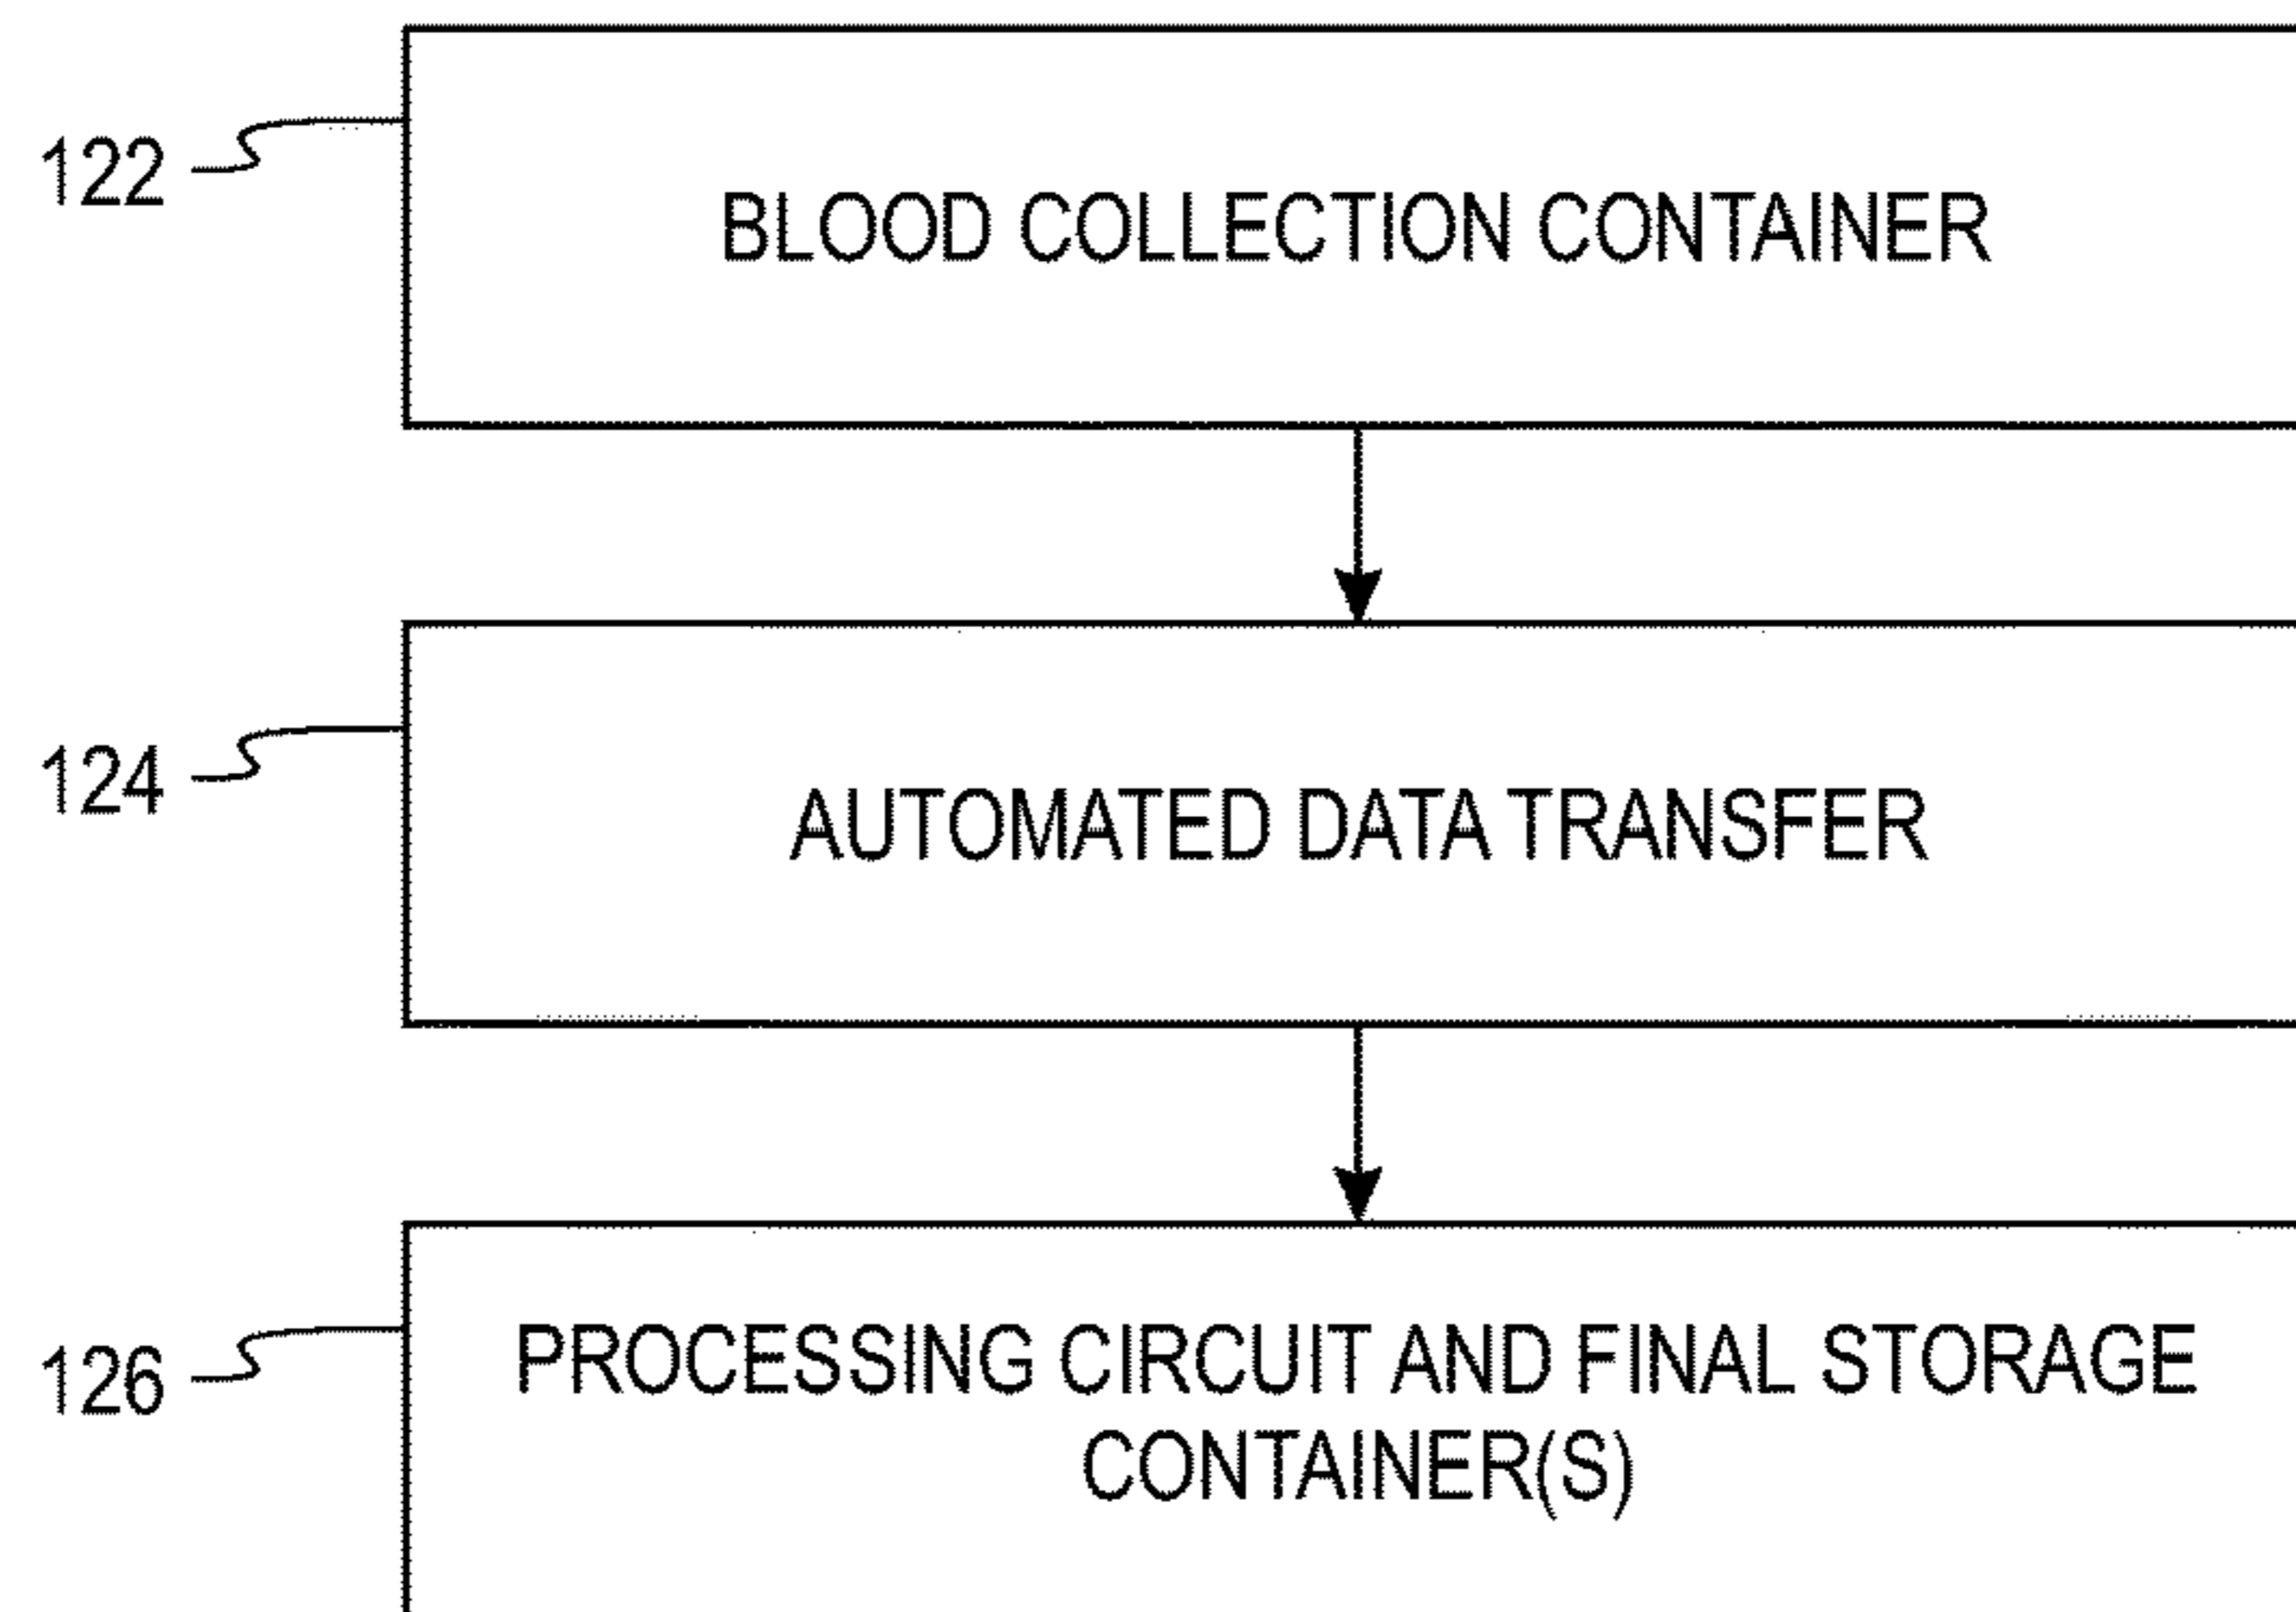 122
BLOOD COLLECTION CONTAINER
124
AUTOMATED DATA TRANSFER
126
PROCESSING CIRCUIT AND FINAL STORAGE
CONTAINER(S)